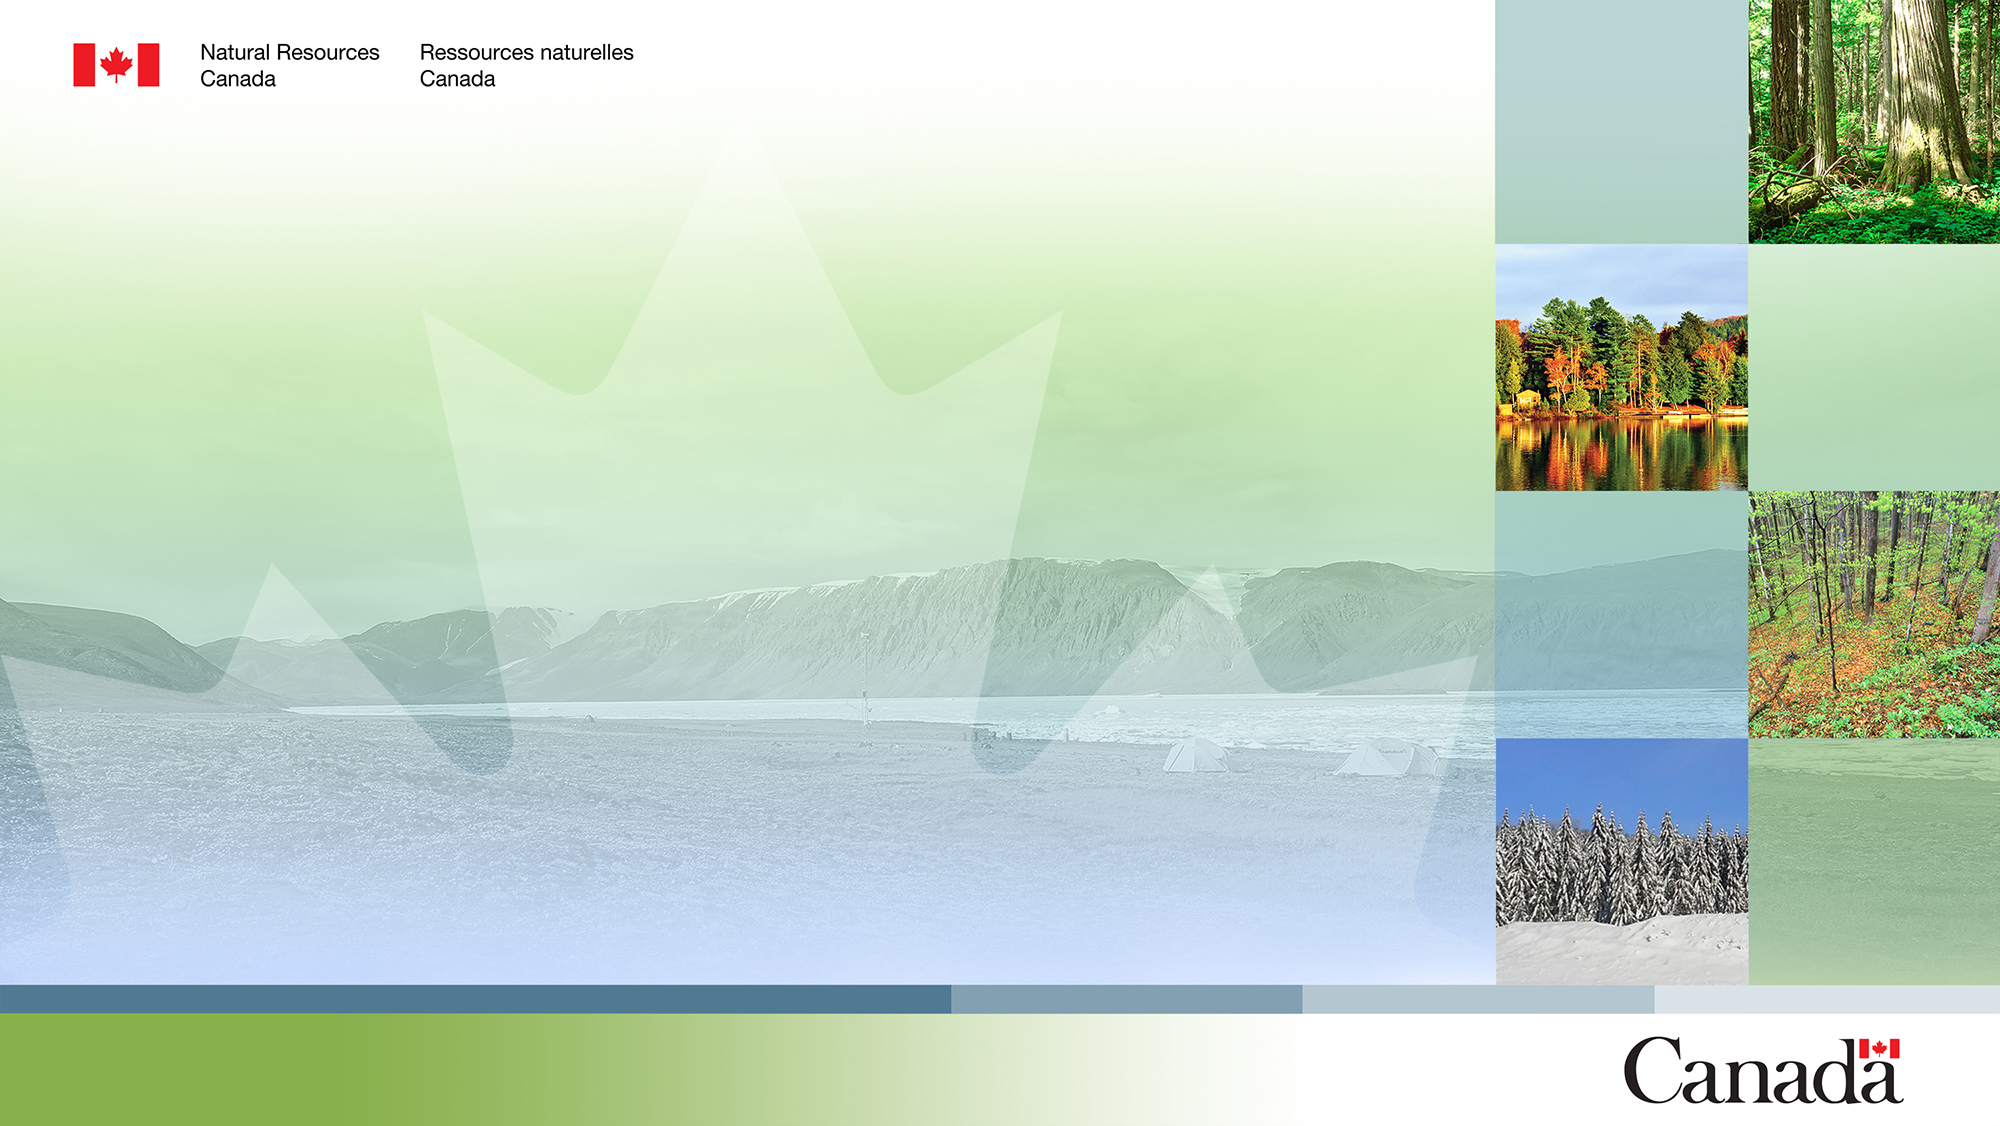 Natural Resources
Canada
Ressources naturelles
Canada
Canada